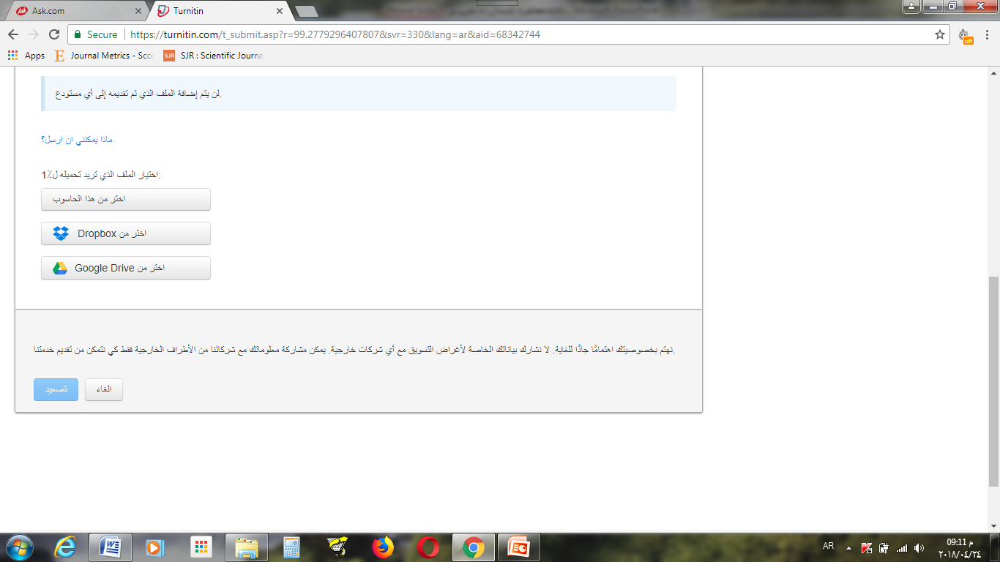 Ask.com
Turnitin
Secure
https://turnitin.com/t_submit.asp?r=99.2779296407807&svr=330&lang=ar&aid=68342744
off
Apps
Journal Metrics - Sco
SJR
SJR : Scientific Journa
لن يتم إضافة الملف الذي تم تقديمه إلى أي مستودع.
ماذا يمكنني ان ارسل؟
اختيار الملف الذي تريد تحميله ل٪1:
اختر من هذا الحاسوب
اختر من Dropbox
اختر من Google Drive
نهتم بخصوصيتك اهتمامًا جادًا للغاية. لا نشارك بياناتك الخاصة لأغراض التسويق مع أي شركات خارجية. يمكن مشاركة معلوماتك مع شركائنا من الأطراف الخارجية فقط كي نتمكن من تقديم خدمتنا.
تصعيد
الغاء
AR
09:11 م
٢٠١٨/٠٤/٢٤